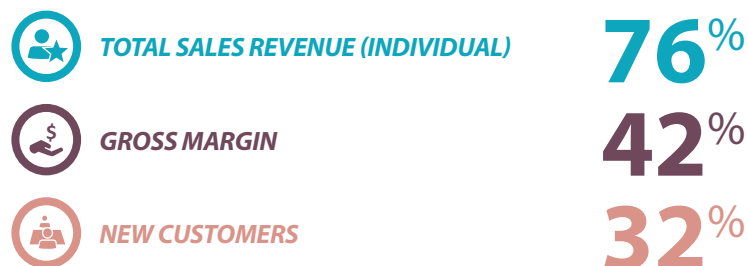 TOTAL SALES REVENUE (INDIVIDUAL) 76%
$ GROSS MARGIN 42%
NEW CUSTOMERS 32%